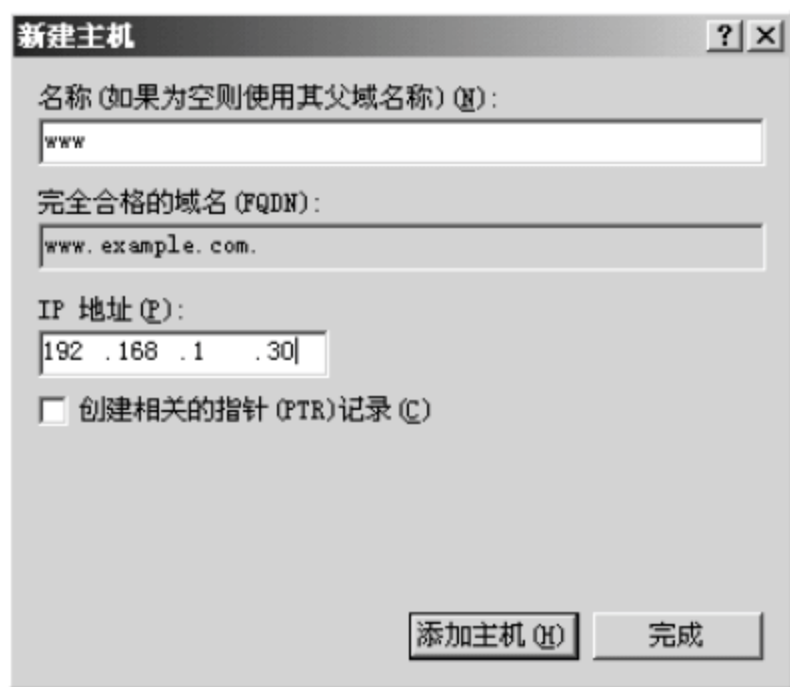 新建主机
名称(如果为空则使用其父域名称)(N):
www
完全合格的域名(FQDN):
www.example.com.
IP 地址(P):
192 .168 .1 .30
创建相关的指针(PTR)记录(C)
添加主机(H) 完成